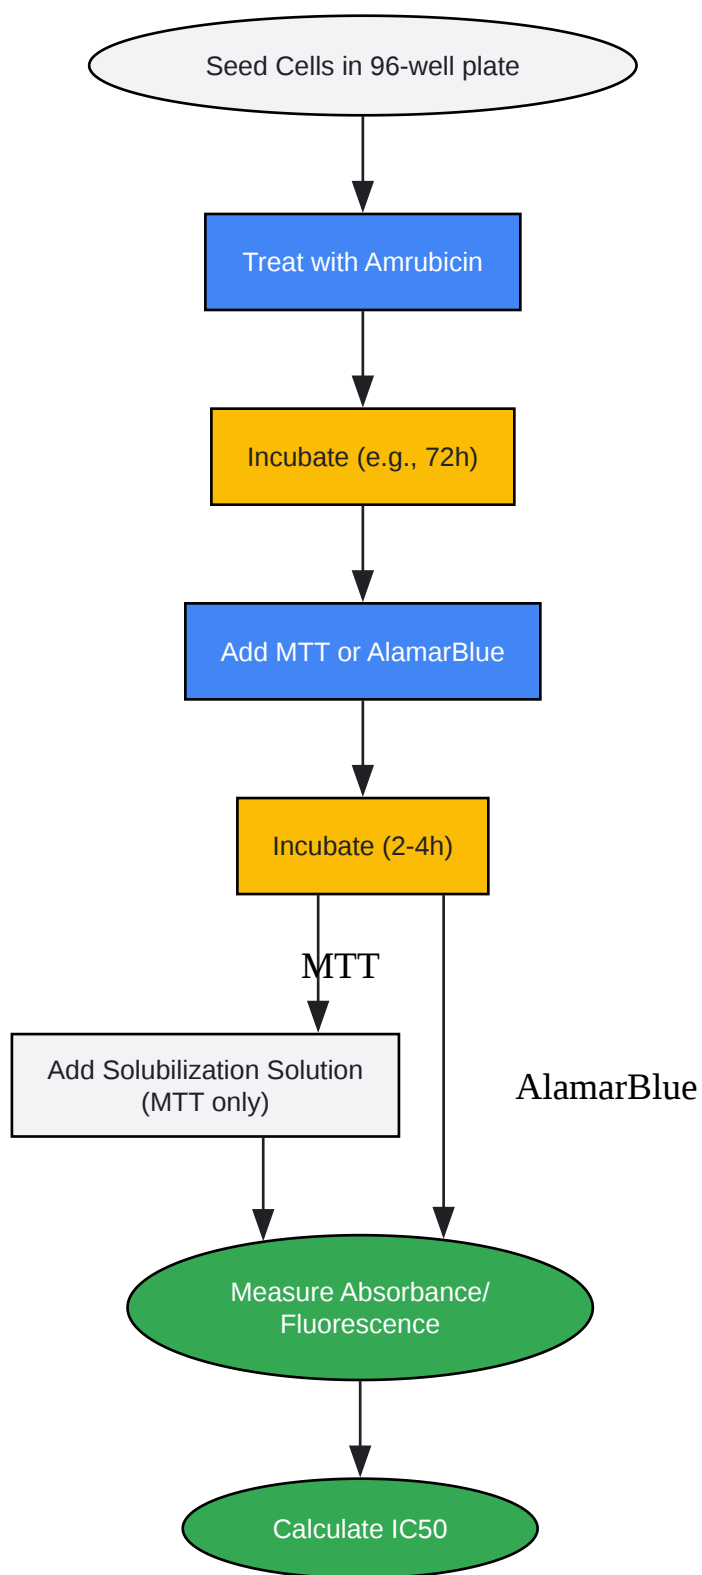 Seed Cells in 96-well plate
Treat with Amrubicin
Incubate (e.g., 72h)
Add MTT or AlamarBlue
Incubate (2-4h)
MTT
Add Solubilization Solution
(MTT only)
AlamarBlue
Measure Absorbance/
Fluorescence
Calculate IC50